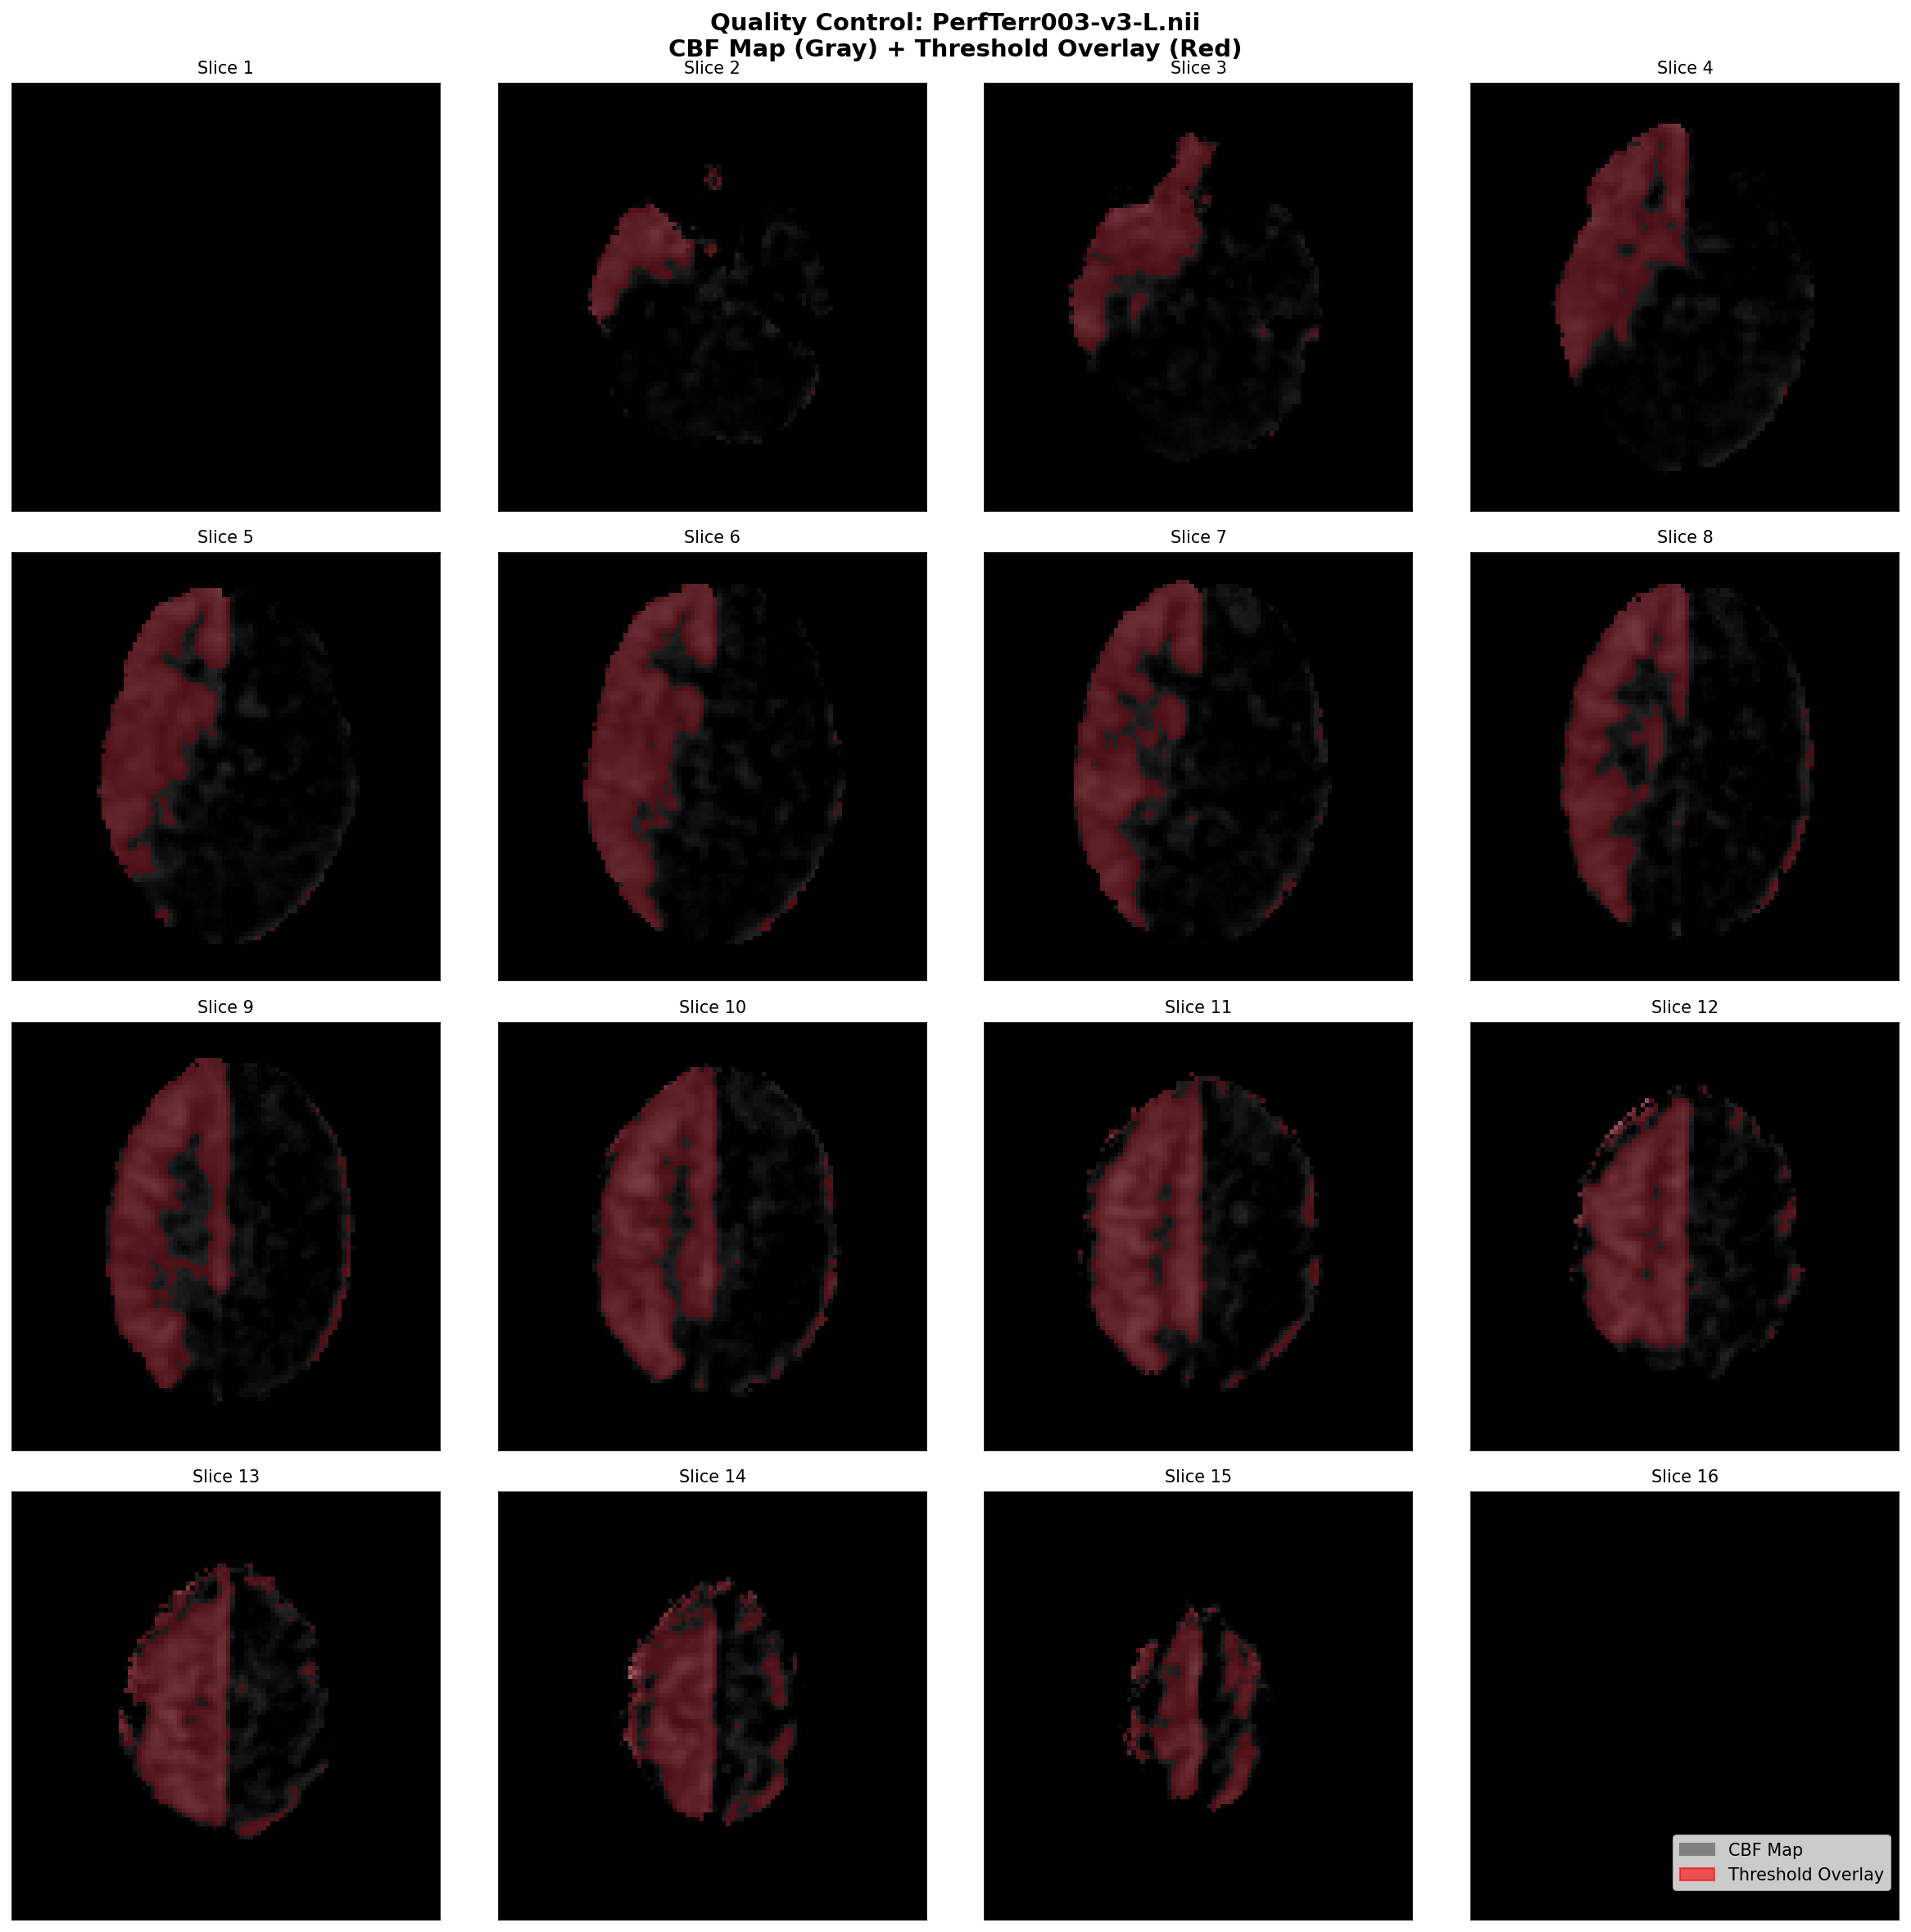 Quality Control: PerfTerr003-v3-L.nii
CBF Map (Gray) + Threshold Overlay (Red)
Slice 1
Slice 2
Slice 3
Slice 4
Slice 5
Slice 6
Slice 7
Slice 8
Slice 9
Slice 10
Slice 11
Slice 12
Slice 13
Slice 14
Slice 15
Slice 16
CBF Map
Threshold Overlay